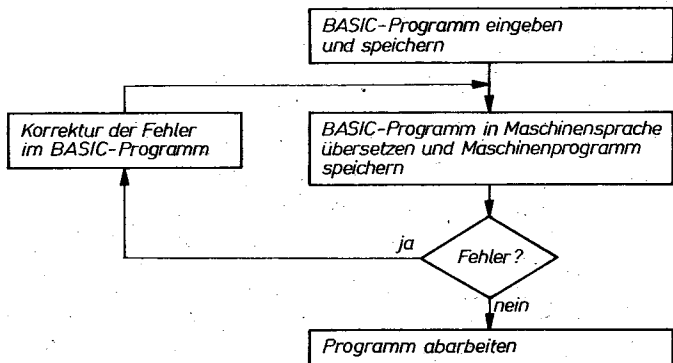 BASIC-Programm eingeben
und speichern
Korrektur der Fehler
im BASIC-Programm
BASIC-Programm in Maschinensprache
übersetzen und Maschinenprogramm
speichern
ja
Fehler?
nein
Programm abarbeiten